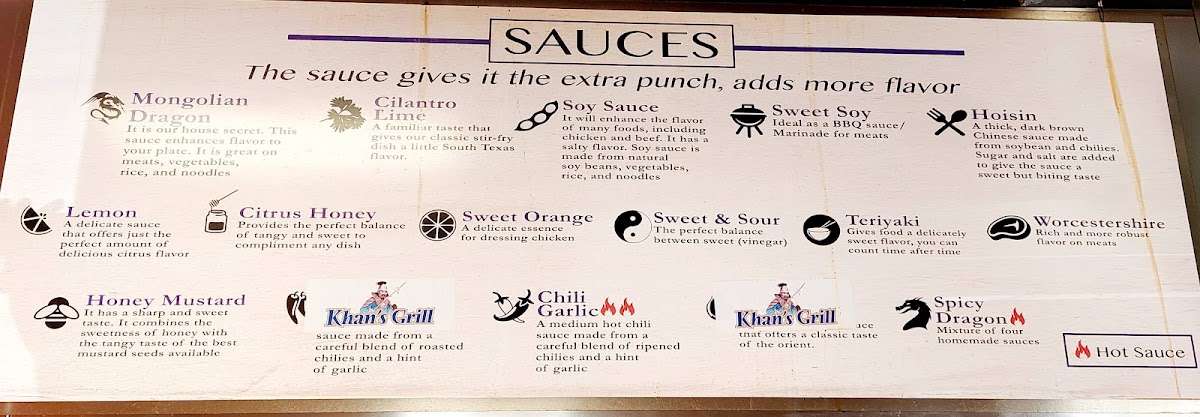 SAUCES
The sauce gives it the extra punch, adds more flavor
Mongolian
Dragon
It is our house secret. This
sauce enhances flavor to
your plate. It is great on
meats, vegetables,
rice, and noodles
Cilantro
Lime
A familiar taste that
gives our classic stir-fry
dish a little South Texas
flavor.
Soy Sauce
It will enhance the flavor
of many foods, including
chicken and beef. It has a
salty flavor. Soy sauce is
made from natural
soy beans, vegetables,
rice, and noodles
Sweet Soy
Ideal as a BBQ sauce/
Marinade for meats
Hoisin
A thick, dark brown
Chinese sauce made
from soybean and chilies.
Sugar and salt are added
to give the sauce a
sweet but biting taste
Lemon
A delicate sauce
that offers just the
perfect amount of
delicious citrus flavor
Citrus Honey
Provides the perfect balance
of tangy and sweet to
compliment any dish
Sweet Orange
A delicate essence
for dressing chicken
Sweet & Sour
The perfect balance
between sweet (vinegar)
Teriyaki
Gives food a delicately
sweet flavor, you can
count time after time
Worcestershire
Rich and more robust
flavor on meats
Honey Mustard
It has a sharp and sweet
taste. It combines the
sweetness of honey with
the tangy taste of the best
mustard seeds available
Khan's Grill
sauce made from a
careful blend of roasted
chilies and a hint
of garlic
Chili
Garlic
A medium hot chili
sauce made from a
careful blend of ripened
chilies and a hint
of garlic
Khan's Grill
that offers a classic taste
of the orient.
Spicy
Dragon
Mixture of four
homemade sauces
Hot Sauce